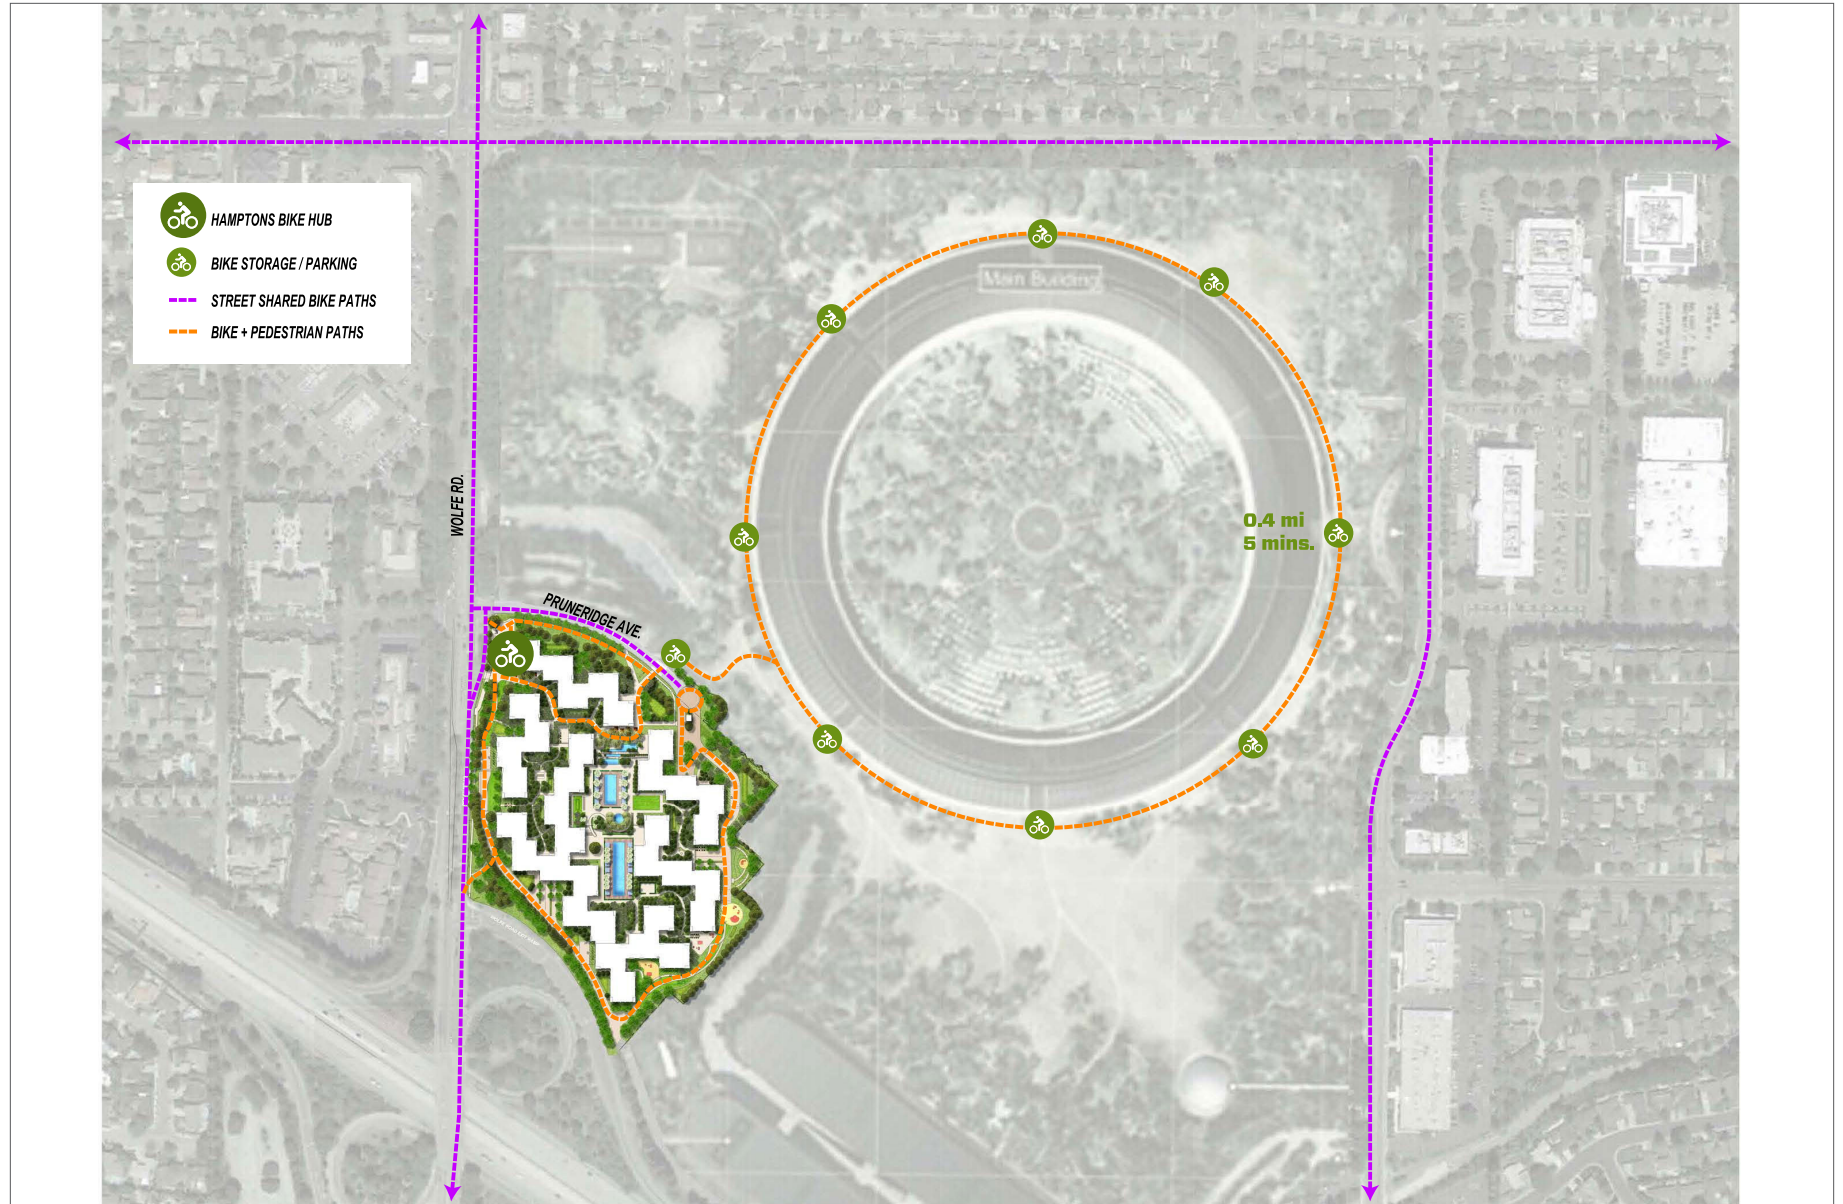 HAMPTONS BIKE HUB
BIKE STORAGE / PARKING
STREET SHARED BIKE PATHS
BIKE + PEDESTRIAN PATHS
Main Building
WOLFE RD.
0.4 mi
5 mins.
PRUNERIDGE AVE.